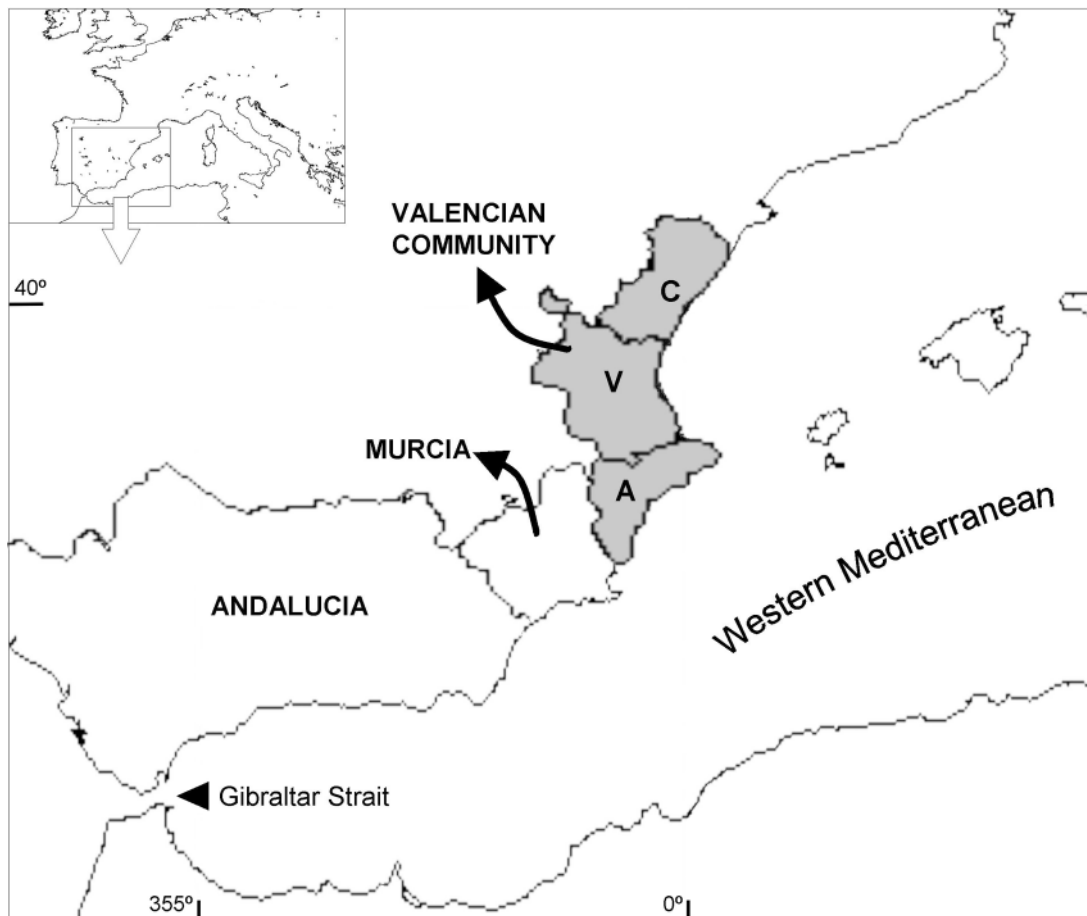 VALENCIAN
COMMUNITY
C
40º
V
MURCIA
A
Western Mediterranean
ANDALUCIA
Gibraltar Strait
355º
0º